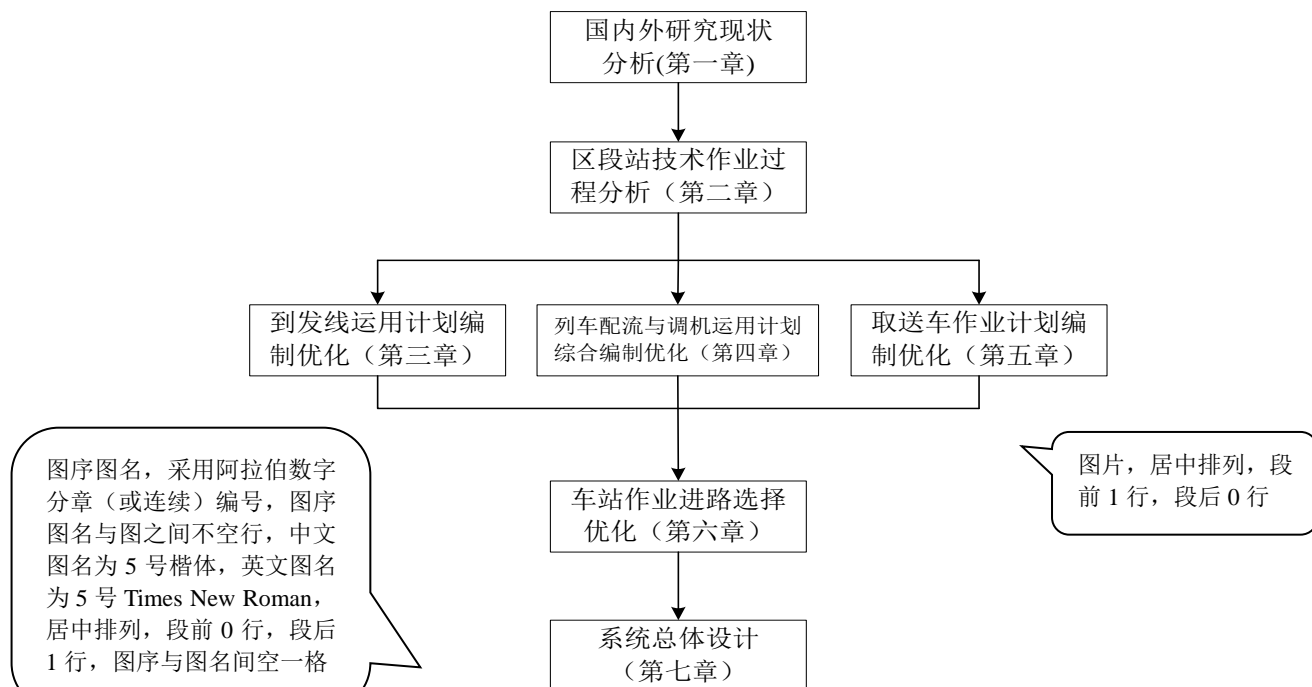 国内外研究现状
分析(第一章)
区段站技术作业过
程分析（第二章）
到发线运用计划编
制优化（第三章）
列车配流与调机运用计划
综合编制优化（第四章）
取送车作业计划编
制优化（第五章）
图序图名，采用阿拉伯数字
分章（或连续）编号，图序
图名与图之间不空行，中文
图名为 5 号楷体，英文图名
为 5 号 Times New Roman，
居中排列，段前 0 行，段后
1 行，图序与图名间空一格
图片，居中排列，段
前 1 行，段后 0 行
车站作业进路选择
优化（第六章）
系统总体设计
（第七章）